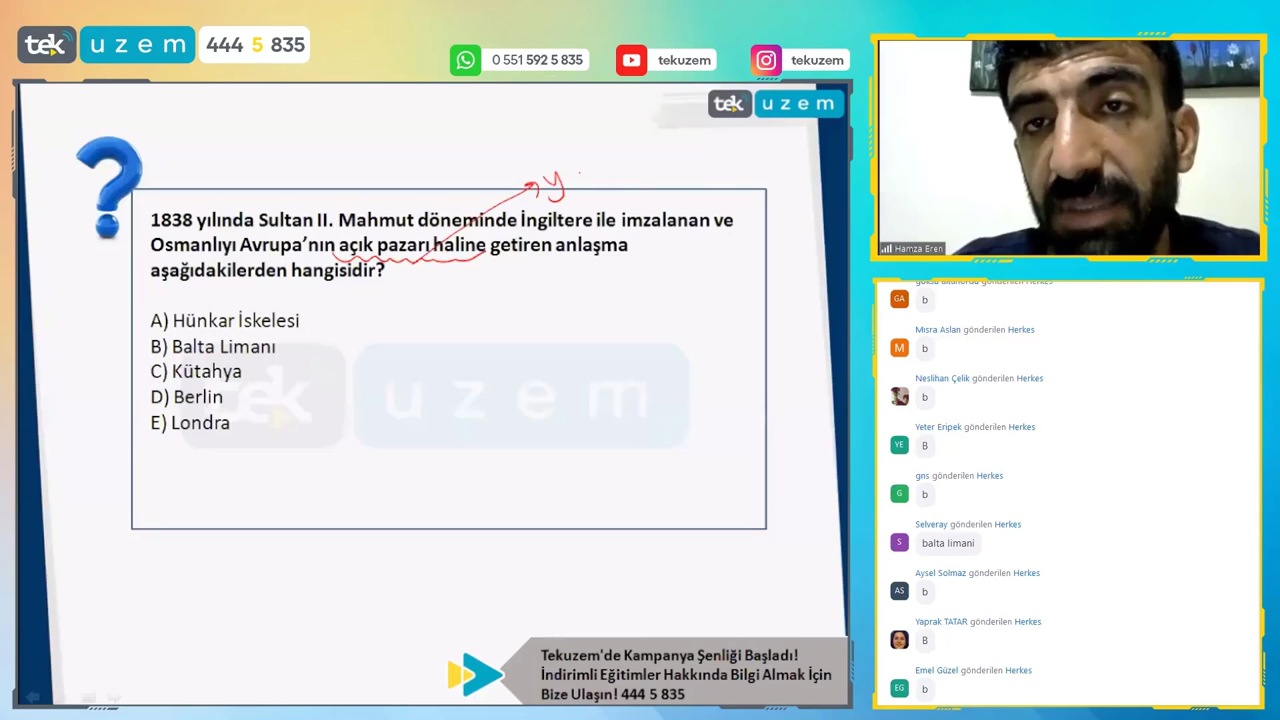 tek uzem 444 5 835
0 551 592 5 835 tekuzem tekuzem
tek uzem
y
1838 yılında Sultan II. Mahmut döneminde İngiltere ile imzalanan ve
Osmanlıyı Avrupa'nın açık pazarı haline getiren anlaşma
aşağıdakilerden hangisidir?
A) Hünkar İskelesi
B) Balta Limanı
C) Kütahya
D) Berlin
E) Londra
tek uzem
Tekuzem'de Kampanya Şenliği Başladı!
İndirimli Eğitimler Hakkında Bilgi Almak İçin
Bize Ulaşın! 444 5 835
Hamza Eren
gönderilen Herkes
GA
b
Mısra Aslan gönderilen Herkes
M
b
Neslihan Çelik gönderilen Herkes
b
Yeter Eripek gönderilen Herkes
YE
B
gns gönderilen Herkes
G
b
Selveray gönderilen Herkes
S
balta limani
Aysel Solmaz gönderilen Herkes
AS
b
Yaprak TATAR gönderilen Herkes
B
Emel Güzel gönderilen Herkes
EG
b